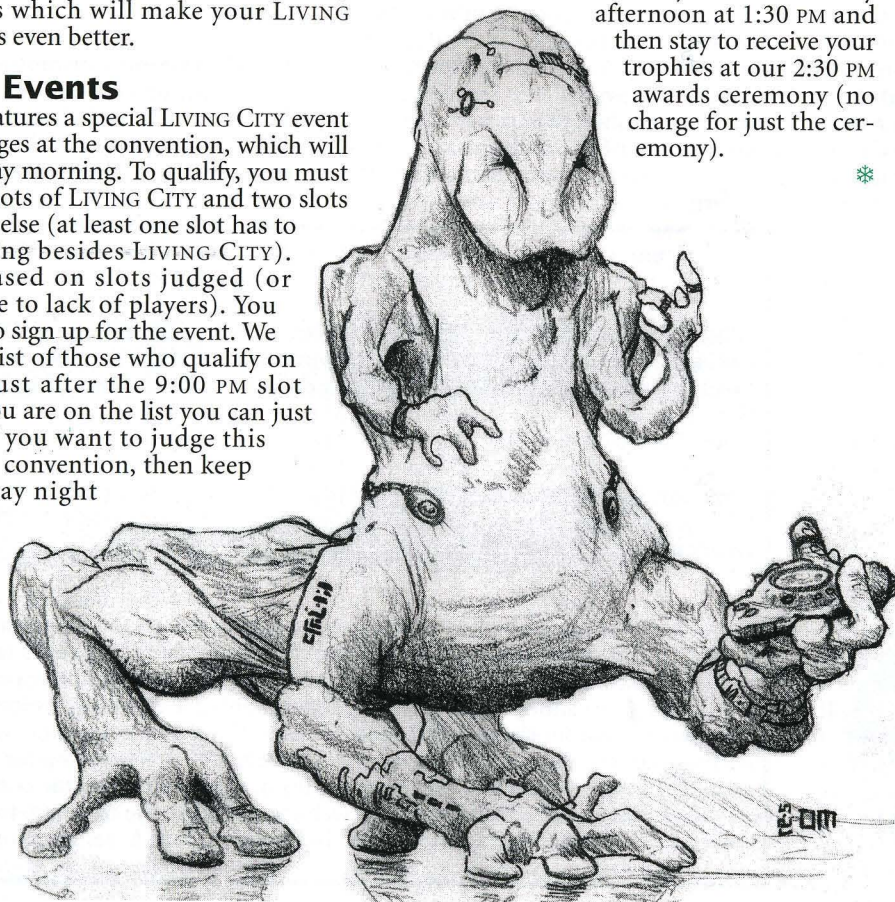 s which will make your LIVING
s even better.
Events
atures a special LIVING CITY event
ges at the convention, which will
ay morning. To qualify, you must
ots of LIVING CITY and two slots
else (at least one slot has to
ng besides LIVING CITY).
ased on slots judged (or
e to lack of players). You
o sign up for the event. We
ist of those who qualify on
ust after the 9:00 PM slot
ou are on the list you can just
you want to judge this
convention, then keep
ay night
afternoon at 1:30 PM and
then stay to receive your
trophies at our 2:30 PM
awards ceremony (no
charge for just the cer-
emony).